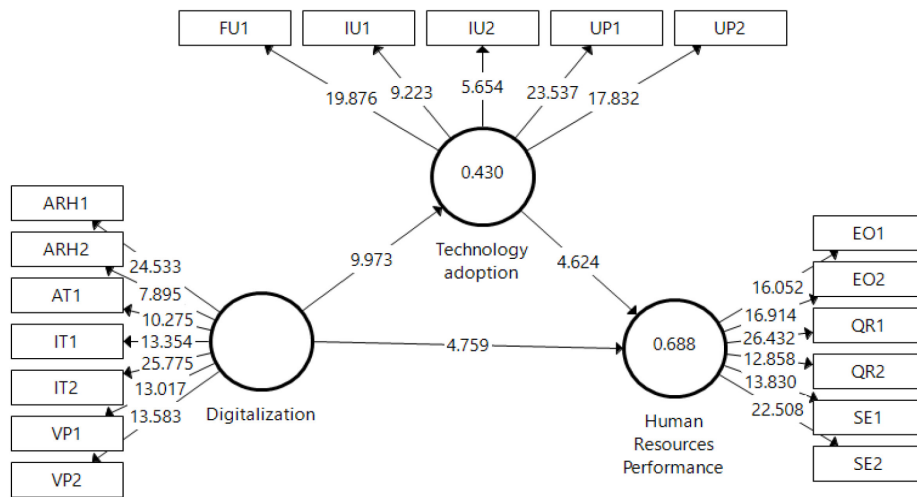 FU1
IU1
IU2
UP1
UP2
19.876
9.223
5.654
23.537
17.832
0.430
Technology
adoption
ARH1
ARH2
AT1
IT1
IT2
VP1
VP2
24.533
7.895
10.275
13.354
25.775
13.017
13.583
Digitalization
9.973
4.624
4.759
0.688
Human
Resources
Performance
16.052
16.914
26.432
12.858
13.830
22.508
EO1
EO2
QR1
QR2
SE1
SE2